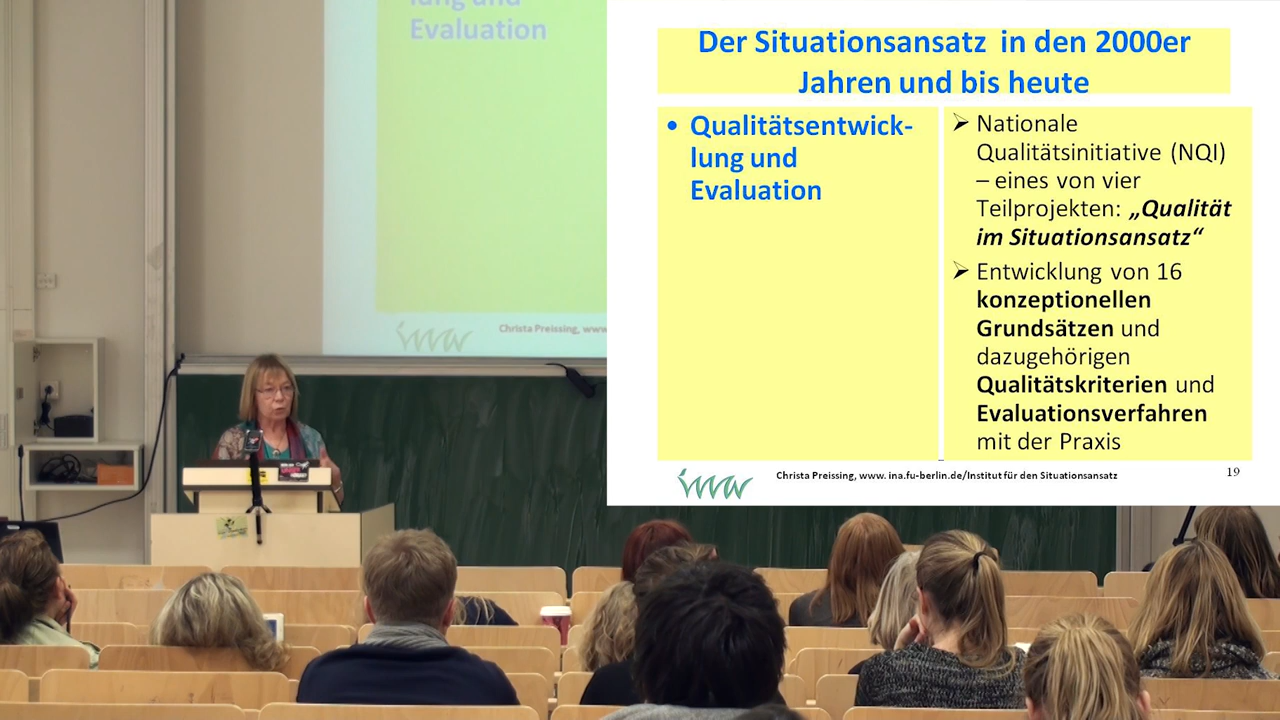 lung und
Evaluation
Christa Preissing, www
Der Situationsansatz in den 2000er
Jahren und bis heute
• Qualitätsentwick-
lung und
Evaluation
➢ Nationale
Qualitätsinitiative (NQI)
– eines von vier
Teilprojekten: „Qualität
im Situationsansatz“
➢ Entwicklung von 16
konzeptionellen
Grundsätzen und
dazugehörigen
Qualitätskriterien und
Evaluationsverfahren
mit der Praxis
ina
Christa Preissing, www. ina.fu-berlin.de/Institut für den Situationsansatz
19